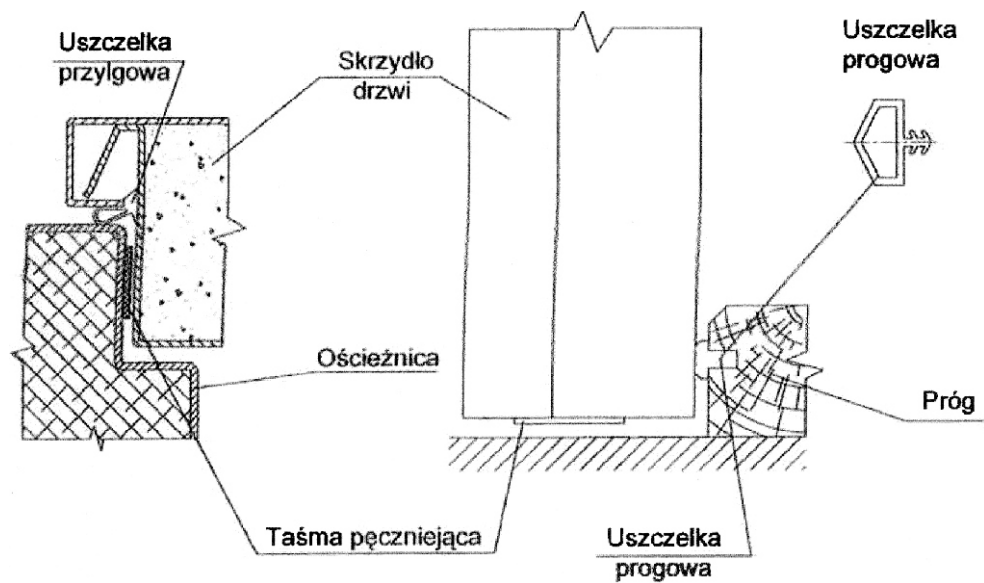 Uszczelka
przylgowa
Skrzydło
drzwi
Uszczelka
progowa
Ościeżnica
Próg
Taśma pęczniejąca
Uszczelka
progowa